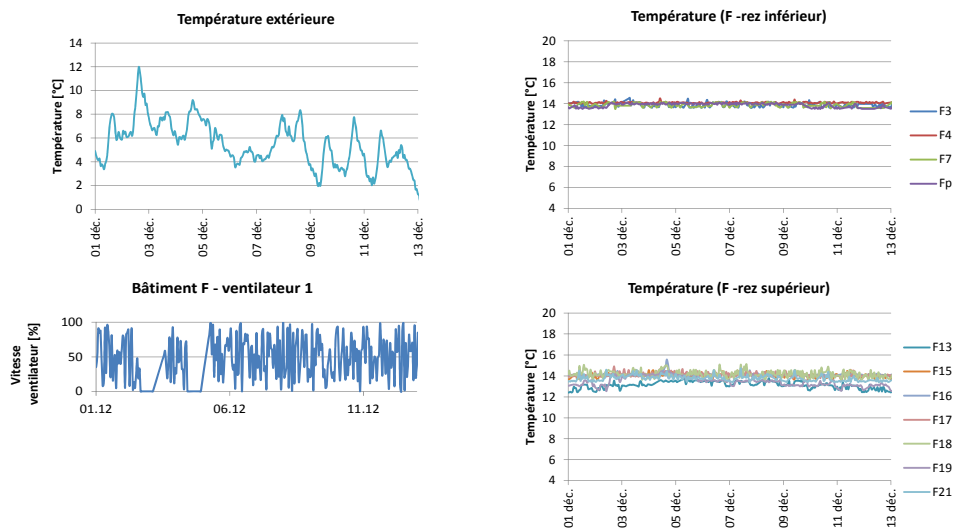 Température extérieure
Température [°C]
14
12
10
8
6
4
2
0
01 déc.
03 déc.
05 déc.
07 déc.
09 déc.
11 déc.
13 déc.
Température (F -rez inférieur)
Température [°C]
20
18
16
14
12
10
8
6
4
01 déc.
03 déc.
05 déc.
07 déc.
09 déc.
11 déc.
13 déc.
F3
F4
F7
Fp
Bâtiment F - ventilateur 1
Vitesse
ventilateur [%]
100
50
0
01..12
06.12
11.12
Température (F -rez supérieur)
Température [°C]
20
18
16
14
12
10
8
6
4
01 déc.
03 déc.
05 déc.
07 déc.
09 déc.
11 déc.
13 déc.
F13
F15
F16
F17
F18
F19
F21